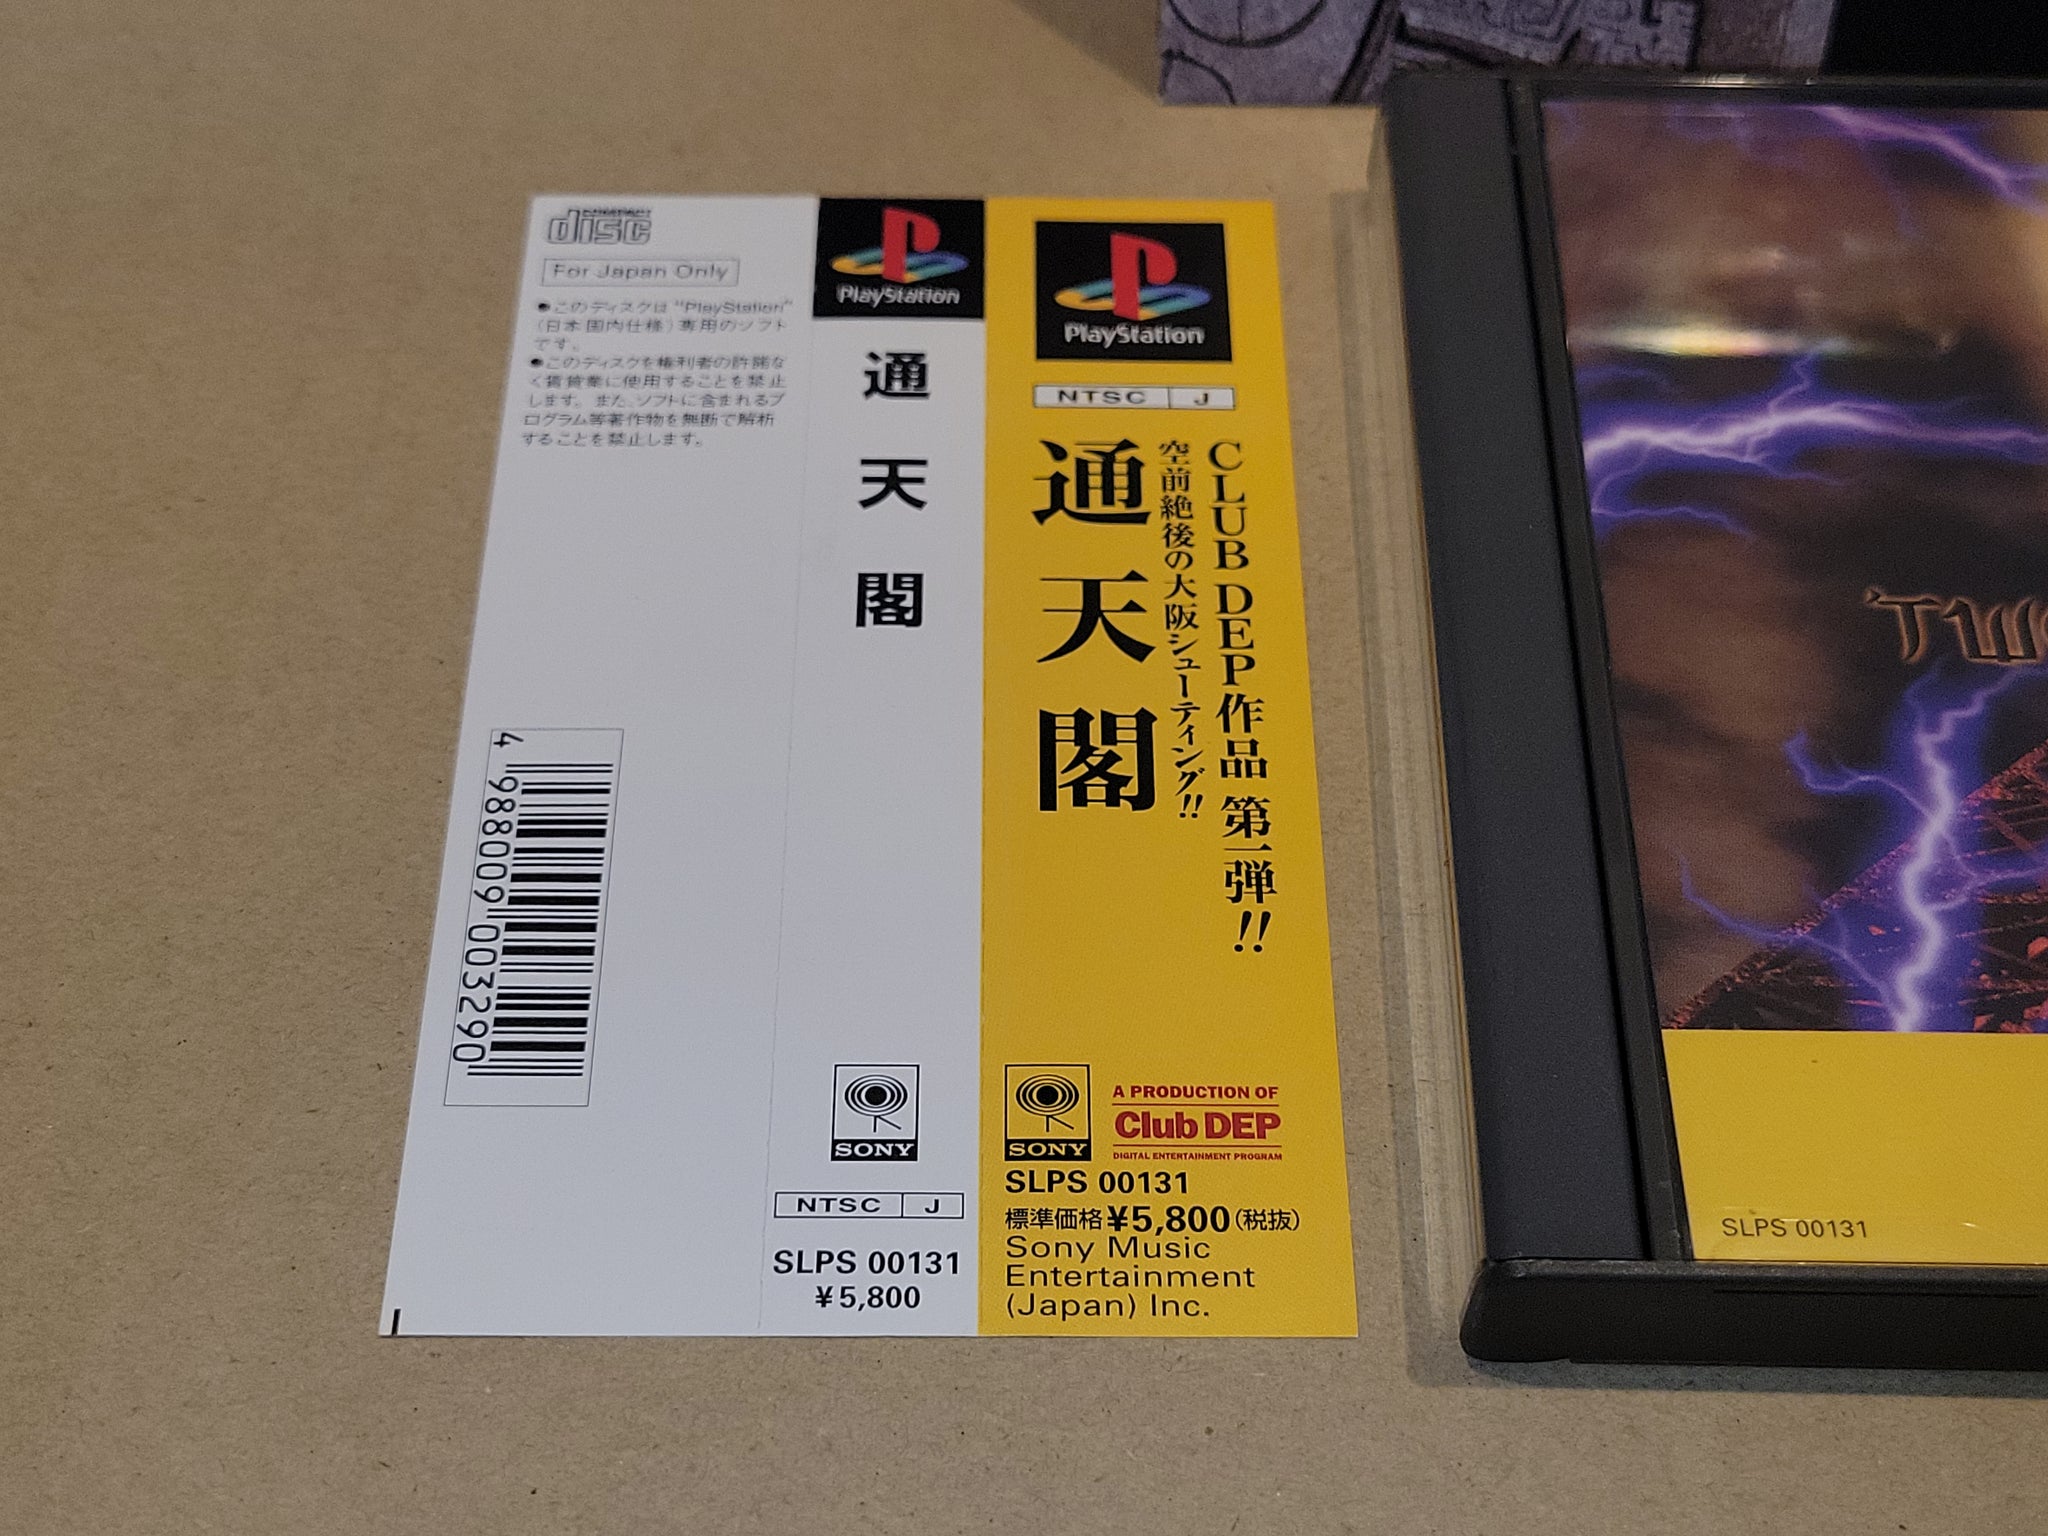 COMPACT
disc
For Japan Only
●このディスクは"PlayStation"
(日本国内仕様)専用のソフト
です。
●このディスクを権利者の許諾な
く賃貸業に使用することを禁止
します。また、ソフトに含まれるプ
ログラム等著作物を無断で解析
することを禁止します。
4 988009 003290
PlayStation
通天閣
SONY
NTSC J
SLPS 00131
¥5,800
PlayStation
NTSC J
CLUB DEP作品 第一弾!!
空前絶後の大阪シューティング!!
通天閣
SONY
A PRODUCTION OF
Club DEP
DIGITAL ENTERTAINMENT PROGRAM
SLPS 00131
標準価格¥5,800(税抜)
Sony Music
Entertainment
(Japan) Inc.
SLPS 00131